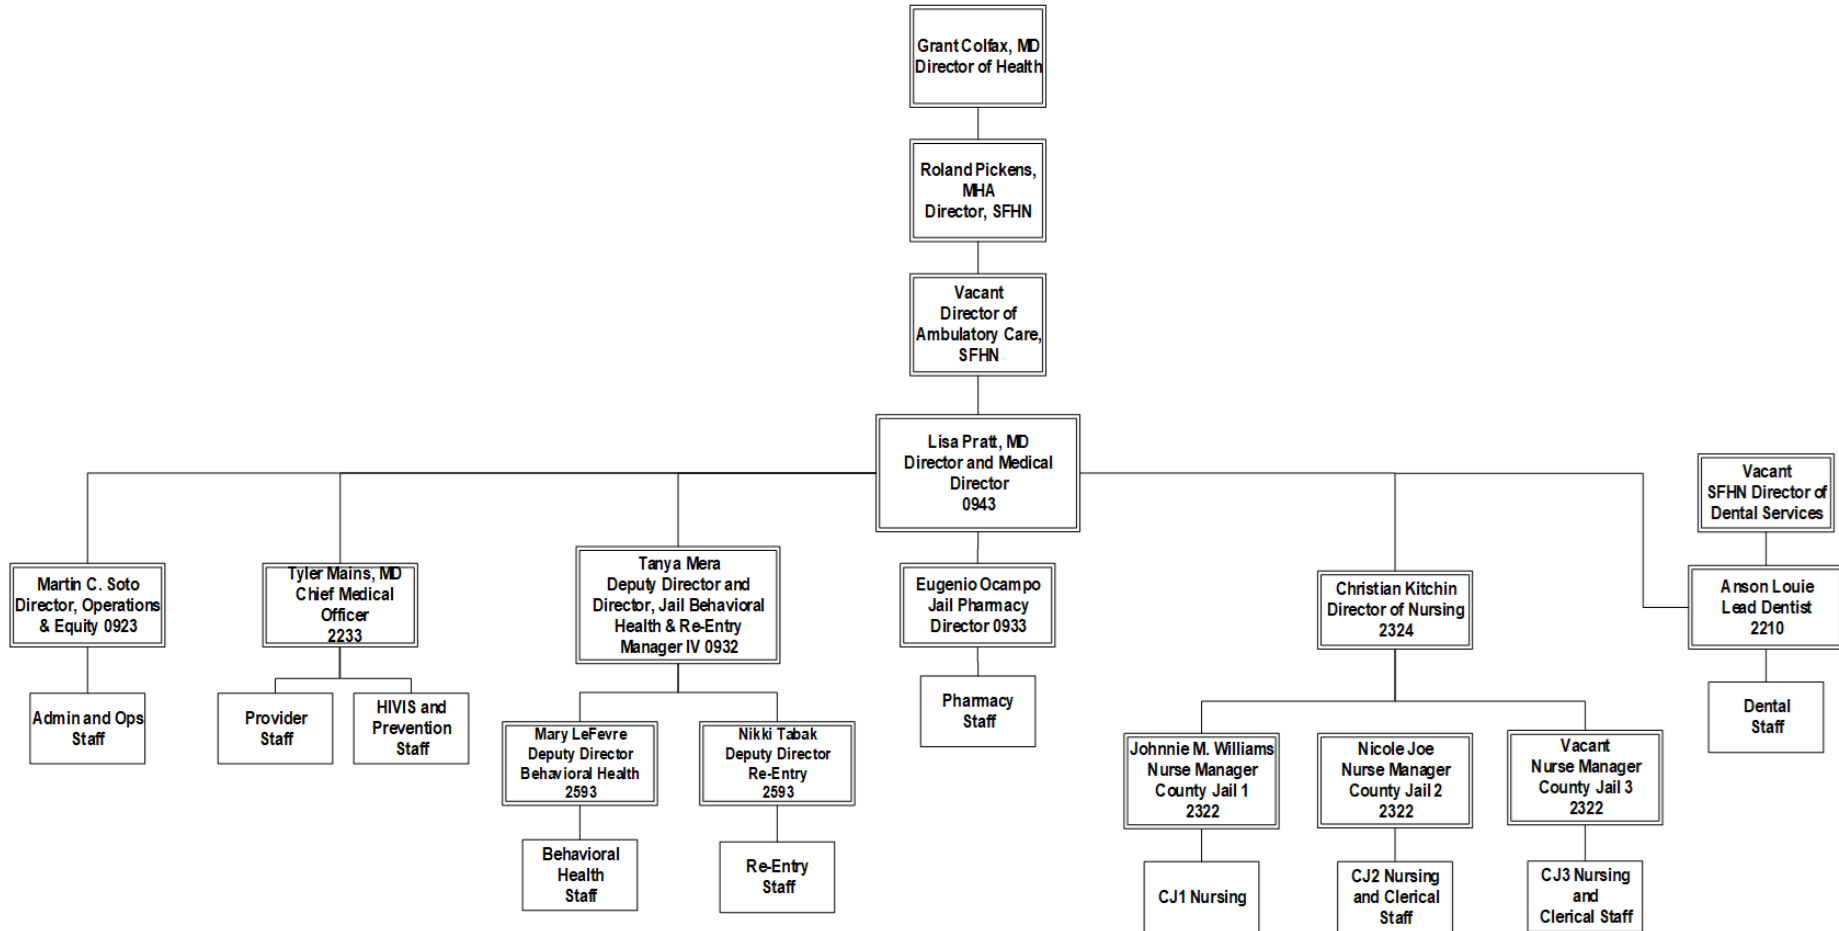 Grant Colfax, MD
Director of Health
Roland Pickens,
MHA
Director, SFHN
Vacant
Director of
Ambulatory Care,
SFHN
Lisa Pratt, MD
Director and Medical
Director
0943
Vacant
SFHN Director of
Dental Services
Martin C. Soto
Director, Operations
& Equity 0923
Tyler Mains, MD
Chief Medical
Officer
2233
Tanya Mera
Deputy Director and
Director, Jail Behavioral
Health & Re-Entry
Manager IV 0932
Eugenio Ocampo
Jail Pharmacy
Director 0933
Christian Kitchin
Director of Nursing
2324
Anson Louie
Lead Dentist
2210
Admin and Ops
Staff
Provider
Staff
HIVIS and
Prevention
Staff
Mary LeFevre
Deputy Director
Behavioral Health
2593
Nikki Tabak
Deputy Director
Re-Entry
2593
Pharmacy
Staff
Johnnie M. Williams
Nurse Manager
County Jail 1
2322
Nicole Joe
Nurse Manager
County Jail 2
2322
Vacant
Nurse Manager
County Jail 3
2322
Dental
Staff
Behavioral
Health
Staff
Re-Entry
Staff
CJ1 Nursing
CJ2 Nursing
and Clerical
Staff
CJ3 Nursing
and
Clerical Staff